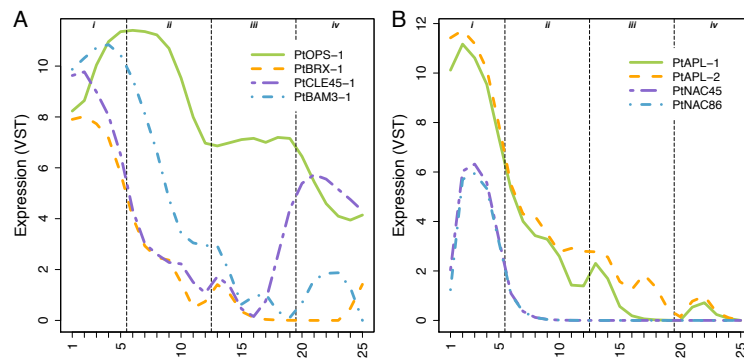 A
i ii iii iv
PtOPS-1
PtBRX-1
PtCLE45-1
PtBAM3-1
Expression (VST)
10
8
6
4
2
0
1 5 10 15 20 25
B
i ii iii iv
PtAPL-1
PtAPL-2
PtNAC45
PtNAC86
Expression (VST)
12
10
8
6
4
2
0
1 5 10 15 20 25